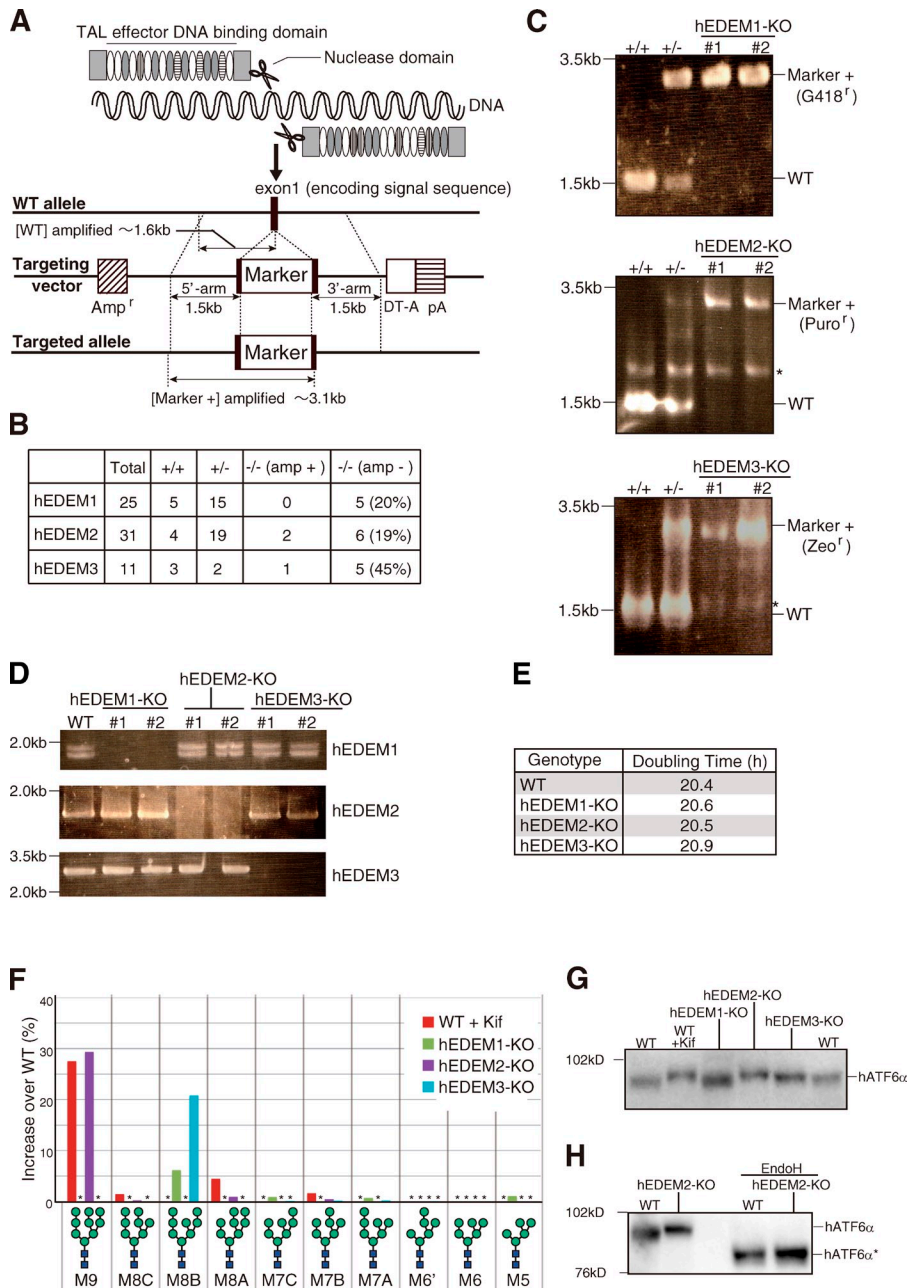 A
TAL effector DNA binding domain
Nuclease domain
DNA
exon1 (encoding signal sequence)
WT allele
[WT] amplified ～1.6kb
Targeting vector
Amp r
Marker
5'-arm
1.5kb
3'-arm
1.5kb
DT-A pA
Targeted allele
Marker
[Marker +] amplified ～3.1kb
B
Total +/+ +/- -/- (amp + ) -/- (amp - )
hEDEM1 25 5 15 0 5 (20%)
hEDEM2 31 4 19 2 6 (19%)
hEDEM3 11 3 2 1 5 (45%)
C
hEDEM1-KO
+/+ +/- #1 #2
3.5kb
Marker +
(G418 r )
1.5kb
WT
hEDEM2-KO
+/+ +/- #1 #2
3.5kb
Marker +
(Puro r )
*
1.5kb
WT
hEDEM3-KO
+/+ +/- #1 #2
3.5kb
Marker +
(Zeo r )
*
1.5kb
WT
D
hEDEM2-KO
hEDEM1-KO hEDEM3-KO
WT #1 #2 #1 #2 #1 #2
2.0kb
hEDEM1
2.0kb
hEDEM2
3.5kb
hEDEM3
2.0kb
E
Genotype Doubling Time (h)
WT 20.4
hEDEM1-KO 20.6
hEDEM2-KO 20.5
hEDEM3-KO 20.9
F
Increase over WT (%)
40
30
20
10
0
WT + Kif
hEDEM1-KO
hEDEM2-KO
hEDEM3-KO
* * * * * * * * * * * * * * * * * * *
M9 M8C M8B M8A M7C M7B M7A M6' M6 M5
G
hEDEM2-KO
hEDEM1-KO
WT
WT +Kif
hEDEM3-KO
WT
102kD
hATF6α
H
EndoH
hEDEM2-KO hEDEM2-KO
WT WT
102kD
hATF6α
hATF6α*
76kD